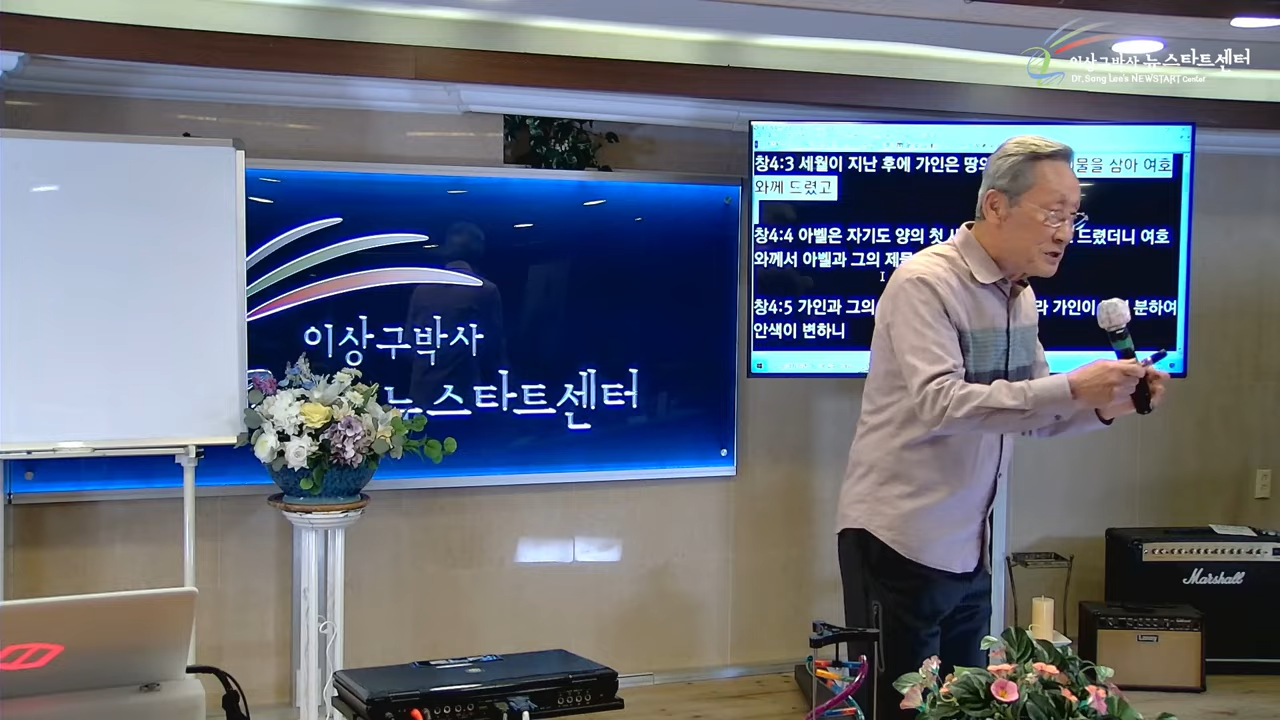 이상구박사 뉴스타트센터
Dr. Sang Lee's NEWSTART Center
창4:3 세월이 지난 후에 가인은 땅의 물을 삼아 여호
와께 드렸고
창4:4 아벨은 자기도 양의 첫 드렸더니 여호
와께서 아벨과 그의 제물
창4:5 가인과 그의 라 가인이 분하여
안색이 변하니
이상구박사
뉴스타트센터
Marshall
Laney